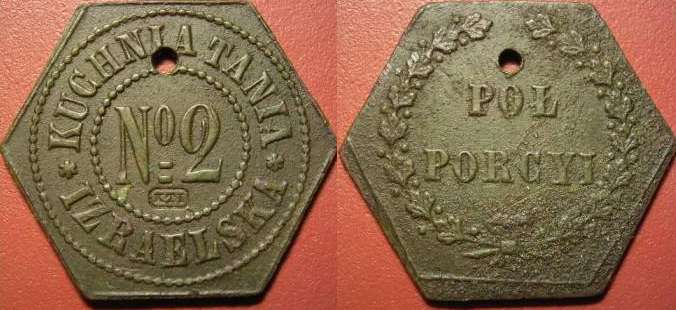 KUCHNIA TANIA
* IZRAELSKA *
No 2
POL
PORCYI